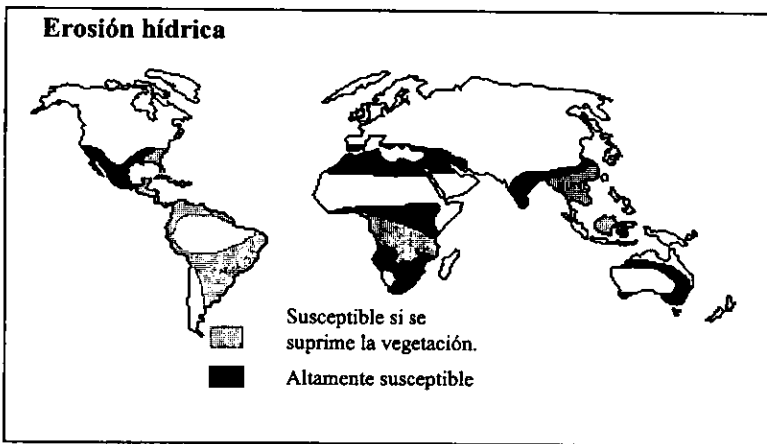 Erosión hídrica
Susceptible si se
suprime la vegetación.
Altamente susceptible